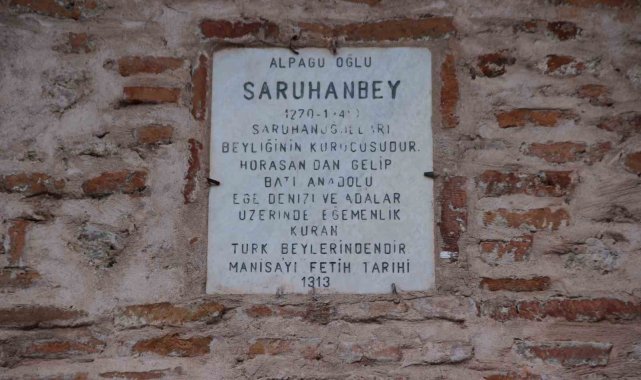 ALPAGU OĞLU
SARUHANBEY
SARUHANOĞULLARI
BEYLİĞİNİN KURUCUSUDUR.
HORASAN DAN GELİP
BATI ANADOLU
EGE DENİZİ VE ADALAR
ÜZERİNDE EGEMENLİK
KURAN
TÜRK BEYLERİNDENDİR.
MANİSAYI FETİH TARİHİ
1313